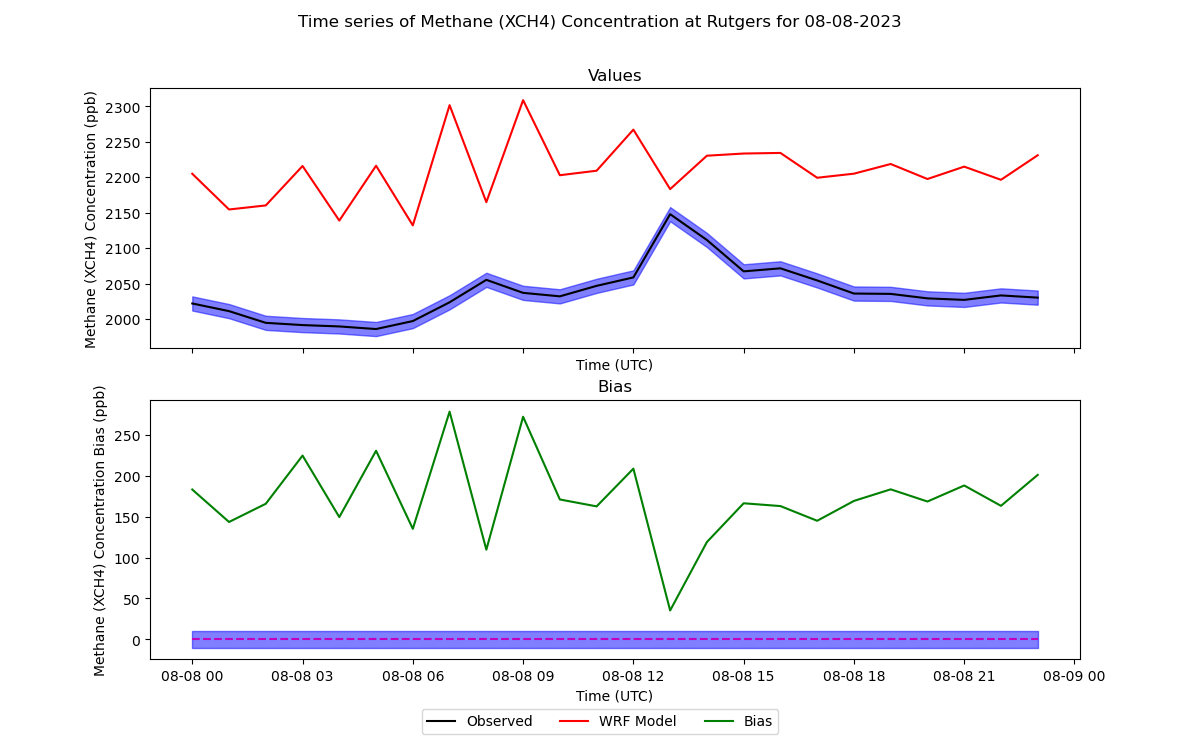 Time series of Methane (XCH4) Concentration at Rutgers for 08-08-2023
Values
Methane (XCH4) Concentration (ppb)
2300
2250
2200
2150
2100
2050
2000
Time (UTC)
Bias
Methane (XCH4) Concentration Bias (ppb)
250
200
150
100
50
0
08-08 00 08-08 03 08-08 06 08-08 09 08-08 12 08-08 15 08-08 18 08-08 21 08-09 00
Time (UTC)
Observed WRF Model Bias